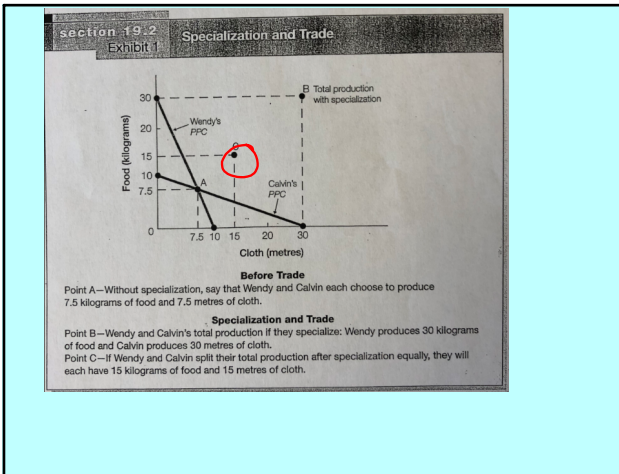 section 19.2
Exhibit 1
Specialization and Trade
B Total production
with specialization
30
Wendy's
PPC
20
C
15
10
A
Calvin's
PPC
7.5
Food (kilograms)
0
7.5 10 15 20 30
Cloth (metres)
Before Trade
Point A—Without specialization, say that Wendy and Calvin each choose to produce
7.5 kilograms of food and 7.5 metres of cloth.
Specialization and Trade
Point B—Wendy and Calvin's total production if they specialize: Wendy produces 30 kilograms
of food and Calvin produces 30 metres of cloth.
Point C—If Wendy and Calvin split their total production after specialization equally, they will
each have 15 kilograms of food and 15 metres of cloth.